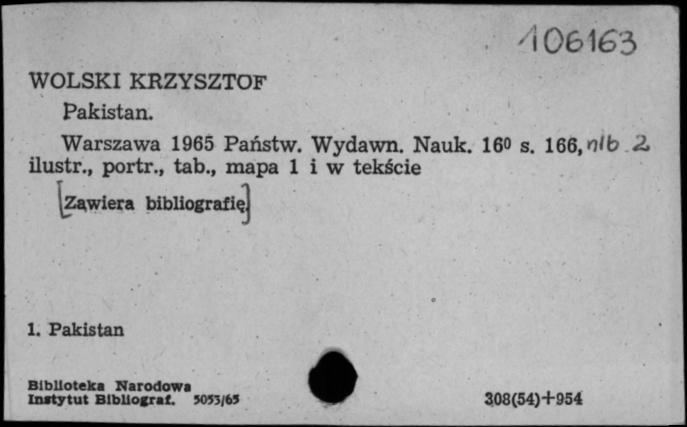 106163
WOLSKI KRZYSZTOF
Pakistan.
Warszawa 1965 Państw. Wydawn. Nauk. 16⁰ s. 166, nlb 2
ilustr., portr., tab., mapa 1 i w tekście
[Zawiera bibliografię]
1. Pakistan
Biblioteka Narodowa
Instytut Bibliograf. 5053/65
308(54)+954